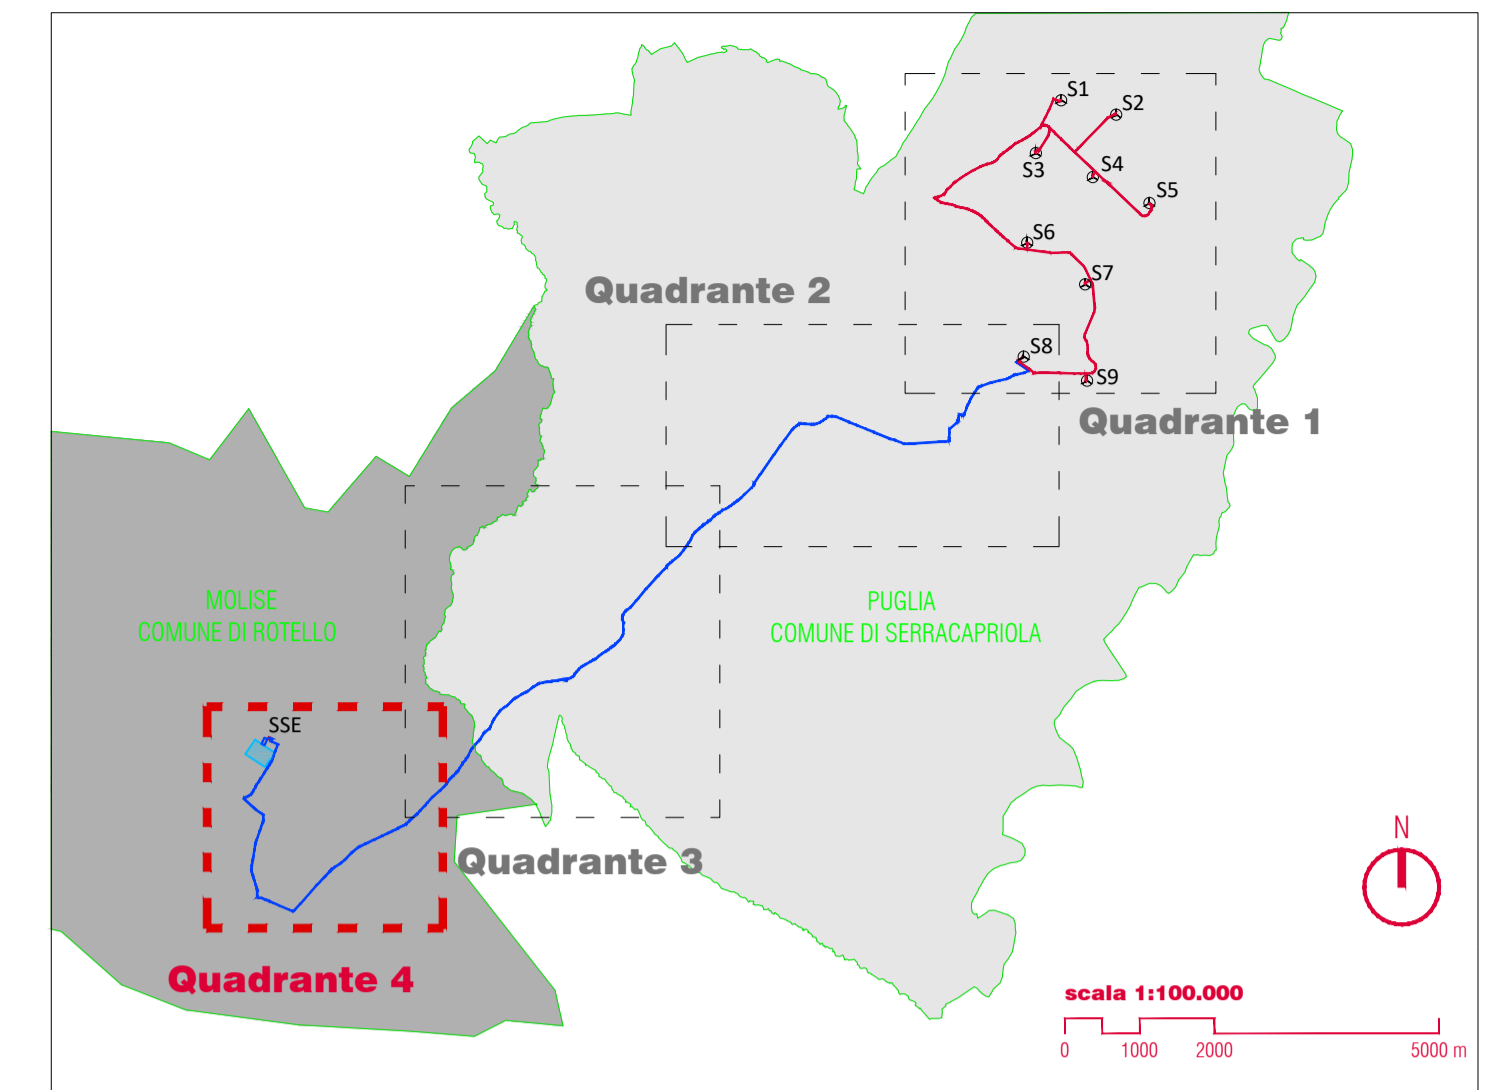 S1
S2
S3
S4
S5
S6
S7
Quadrante 2
S8
S9
Quadrante 1
MOLISE
COMUNE DI ROTELLO
PUGLIA
COMUNE DI SERRACAPRIOLA
SSE
Quadrante 3
N
Quadrante 4
scala 1:100.000
0 1000 2000 5000 m